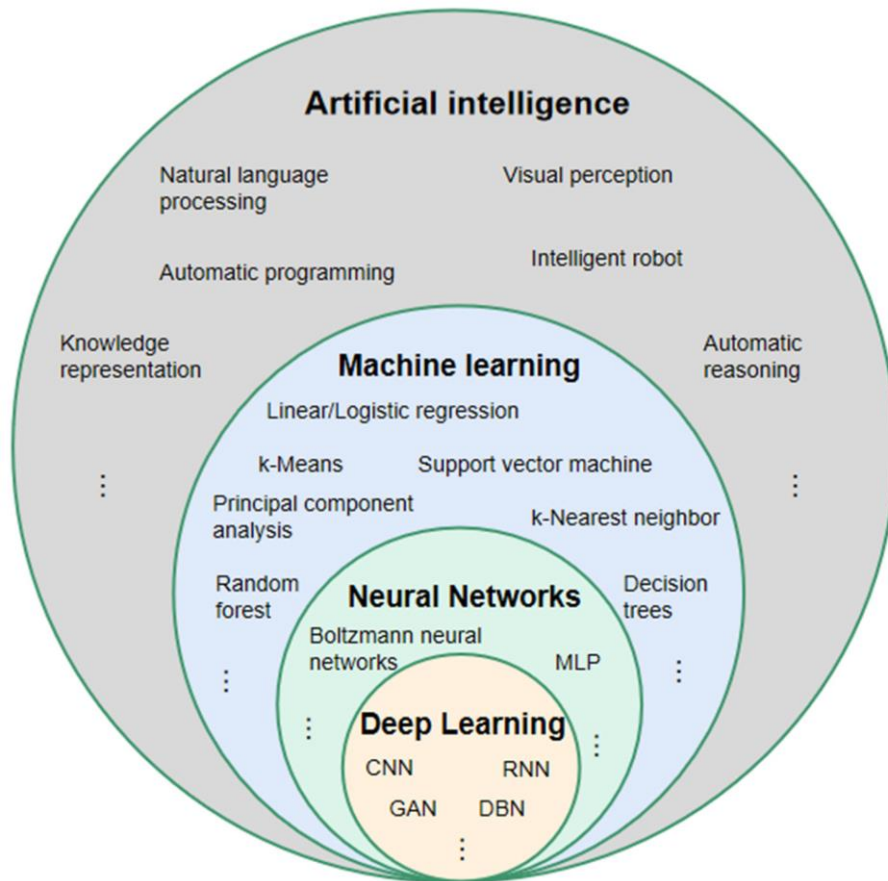 Artificial intelligence
Natural language
processing
Visual perception
Automatic programming
Intelligent robot
Knowledge
representation
Automatic
reasoning
⋮
⋮
Machine learning
Linear/Logistic regression
k-Means
Support vector machine
Principal component
analysis
k-Nearest neighbor
Random
forest
Decision
trees
⋮
⋮
Neural Networks
Boltzmann neural
networks
MLP
⋮
⋮
Deep Learning
CNN
RNN
GAN
DBN
⋮